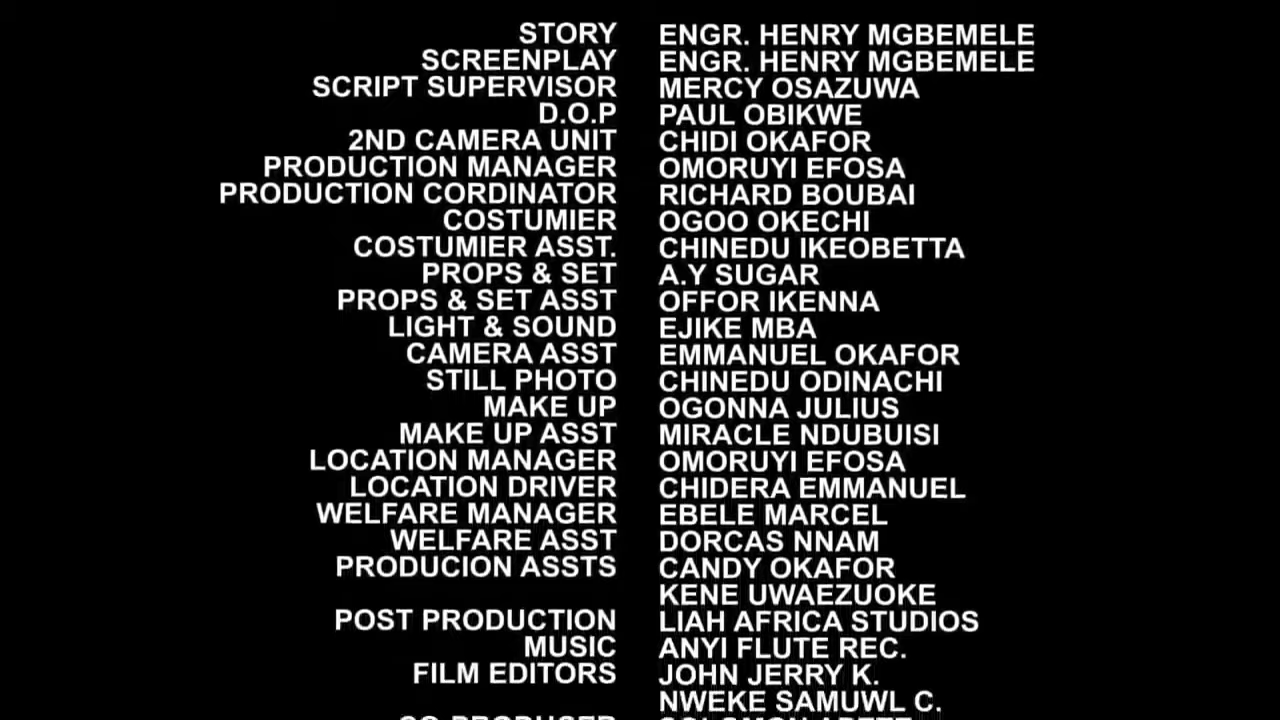 STORY ENGR. HENRY MGBEMELE
SCREENPLAY ENGR. HENRY MGBEMELE
SCRIPT SUPERVISOR MERCY OSAZUWA
D.O.P PAUL OBIKWE
2ND CAMERA UNIT CHIDI OKAFOR
PRODUCTION MANAGER OMORUYI EFOSA
PRODUCTION CORDINATOR RICHARD BOUBAI
COSTUMIER OGOO OKECHI
COSTUMIER ASST. CHINEDU IKEOBETTA
PROPS & SET A.Y SUGAR
PROPS & SET ASST OFFOR IKENNA
LIGHT & SOUND EJIKE MBA
CAMERA ASST EMMANUEL OKAFOR
STILL PHOTO CHINEDU ODINACHI
MAKE UP OGONNA JULIUS
MAKE UP ASST MIRACLE NDUBUISI
LOCATION MANAGER OMORUYI EFOSA
LOCATION DRIVER CHIDERA EMMANUEL
WELFARE MANAGER EBELE MARCEL
WELFARE ASST DORCAS NNAM
PRODUCION ASSTS CANDY OKAFOR
KENE UWAEZUOKE
POST PRODUCTION LIAH AFRICA STUDIOS
MUSIC ANYI FLUTE REC.
FILM EDITORS JOHN JERRY K.
NWEKE SAMUWL C.